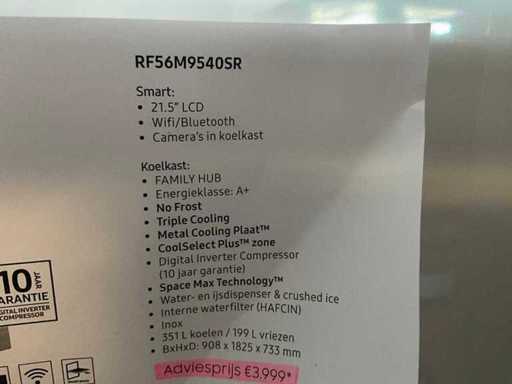 RF56M9540SR
Smart:
• 21.5" LCD
• Wifi/Bluetooth
• Camera's in koelkast
Koelkast:
• FAMILY HUB
• Energieklasse: A+
• No Frost
• Triple Cooling
• Metal Cooling Plaat™
• CoolSelect Plus™ zone
• Digital Inverter Compressor
(10 jaar garantie)
• Space Max Technology™
• Water- en ijsdispenser & crushed ice
• Interne waterfilter (HAFCIN)
• Inox
• 351 L koelen / 199 L vriezen
• BxHxD: 908 x 1825 x 733 mm
Adviesprijs €3.999*
10 JAAR
GARANTIE
DIGITAL INVERTER
COMPRESSOR